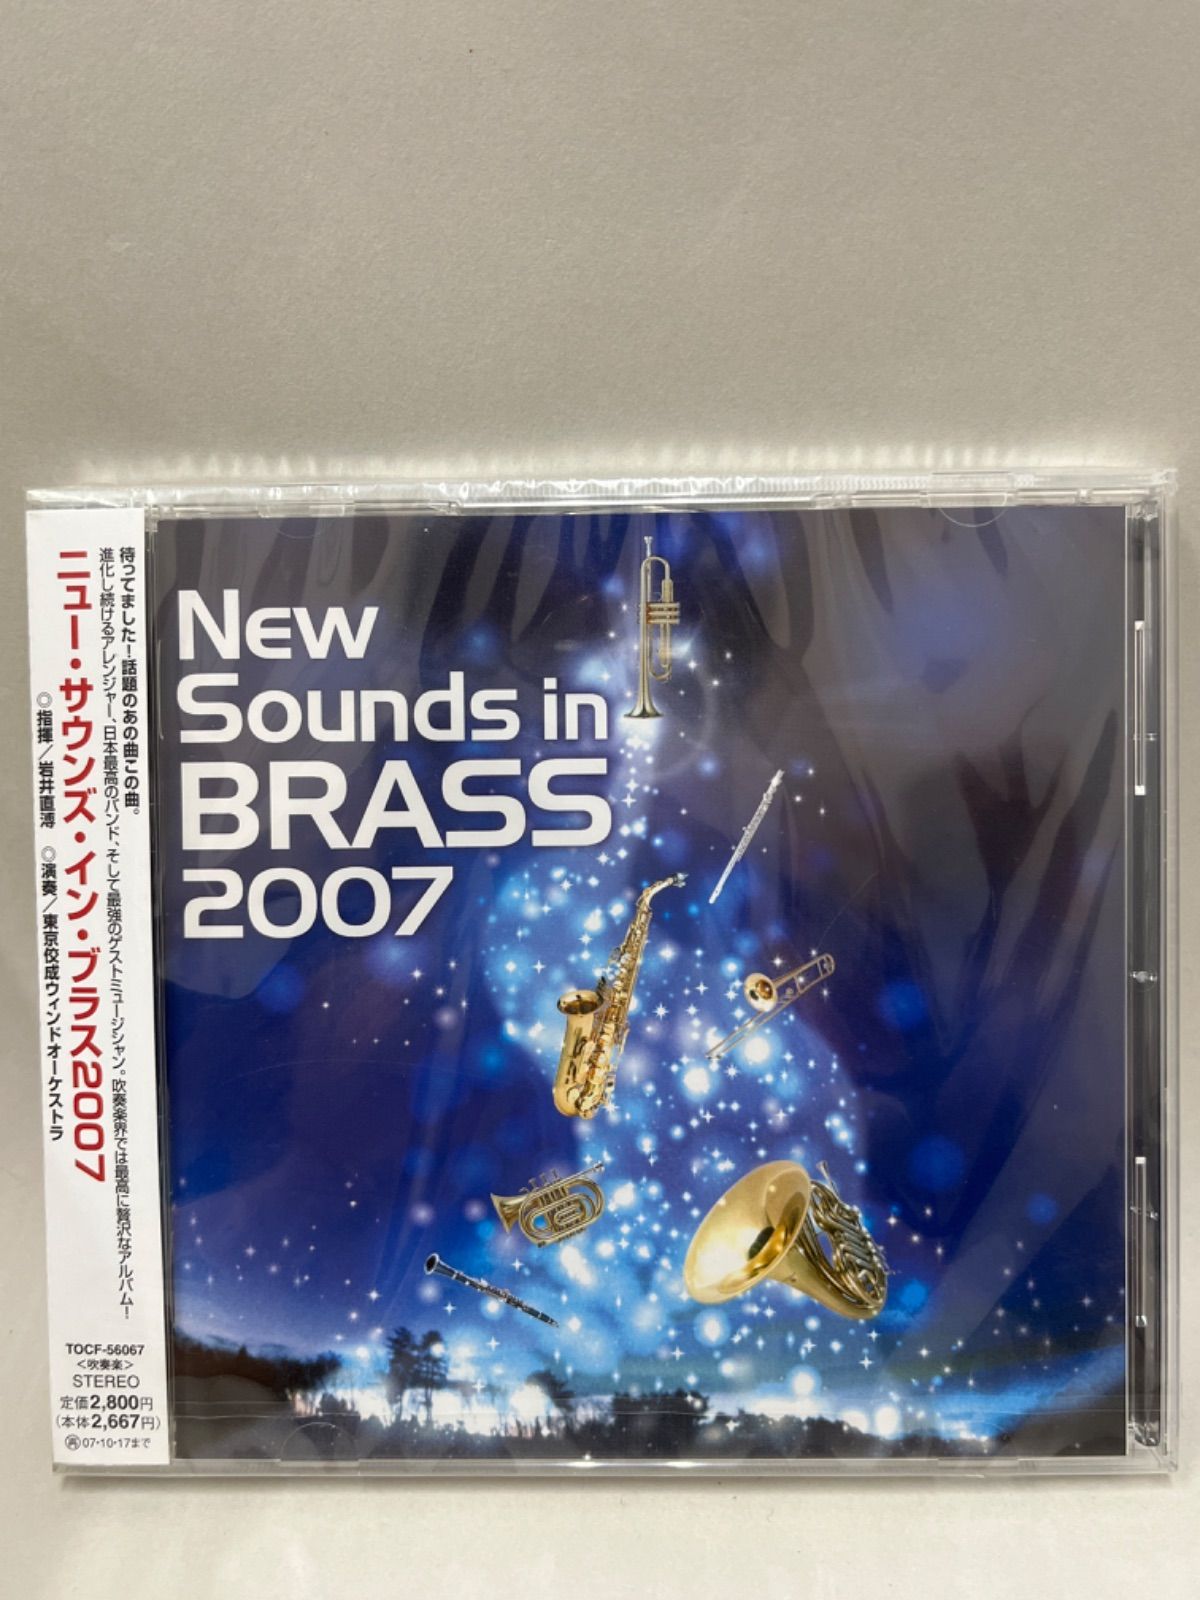 待ってました!話題のあの曲この曲。
進化し続けるアレンジャー、日本最高のバンド、そして最強のゲストミュージシャン。吹奏楽界では最高に贅沢なアルバム!
ニュー・サウンズ・イン・ブラス2007
◎指揮/岩井直溥 ◎演奏/東京佼成ウィンドオーケストラ
TOCF-56067
<吹奏楽>
STEREO
定価2,800円
(本体2,667円)
再07・10・17まで
New
Sounds in
BRASS
2007